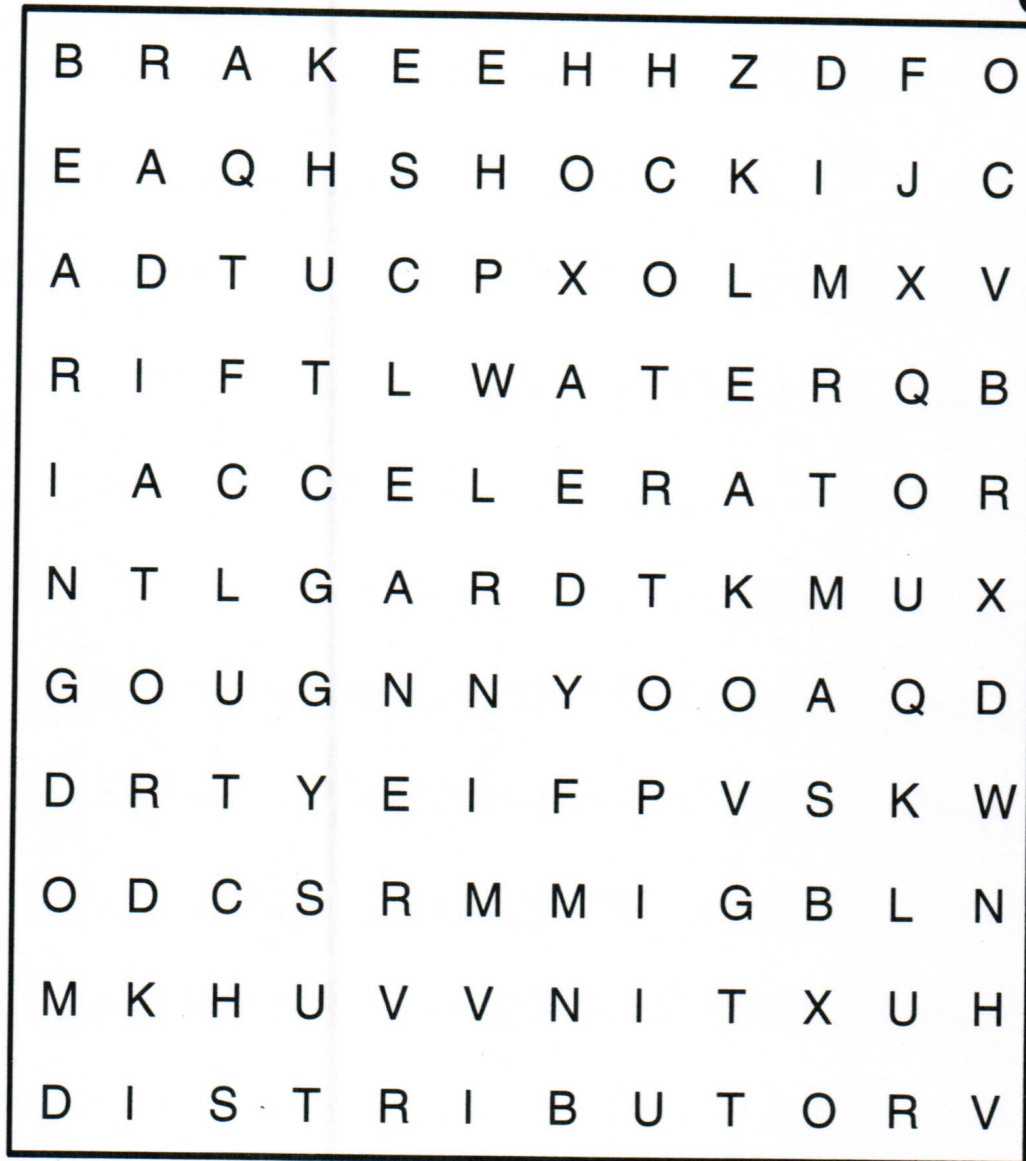 B R A K E E H H Z D F O
E A Q H S H O C K I J C
A D T U C P X O L M X V
R I F T L W A T E R Q B
I A C C E L E R A T O R
N T L G A R D T K M U X
G O U G N N Y O O A Q D
D R T Y E I F P V S K W
O D C S R M M I G B L N
M K H U V V N I T X U H
D I S T R I B U T O R V